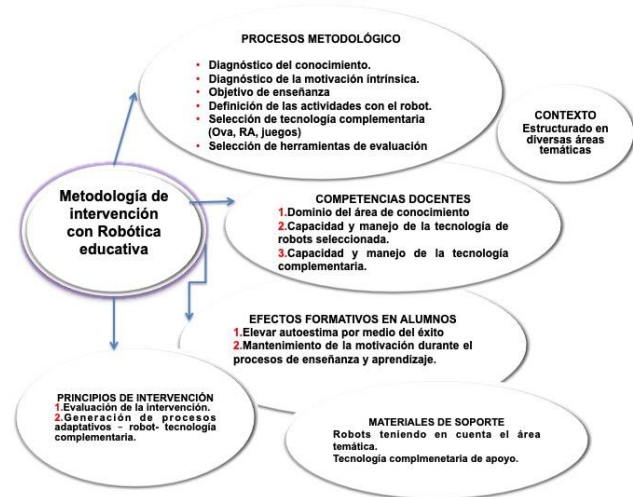 PROCESOS METODOLÓGICO
• Diagnóstico del conocimiento.
• Diagnóstico de la motivación intrínsica.
• Objetivo de enseñanza
• Definición de las actividades con el robot.
• Selección de tecnología complementaria
(Ova, RA, juegos)
• Selección de herramientas de evaluación
CONTEXTO
Estructurado en
diversas áreas
temáticas
Metodología de
intervención
con Robótica
educativa
COMPETENCIAS DOCENTES
1.Dominio del área de conocimiento
2.Capacidad y manejo de la tecnología de
robots seleccionada.
3.Capacidad y manejo de la tecnología
complementaria.
EFECTOS FORMATIVOS EN ALUMNOS
1.Elevar autoestima por medio del éxito
2.Mantenimiento de la motivación durante el
procesos de enseñanza y aprendizaje.
PRINCIPIOS DE INTERVENCIÓN
1.Evaluación de la intervención.
2.Generación de procesos
adaptativos – robot- tecnología
complementaria.
MATERIALES DE SOPORTE
Robots teniendo en cuenta el área
temática.
Tecnología complmenetaria de apoyo.